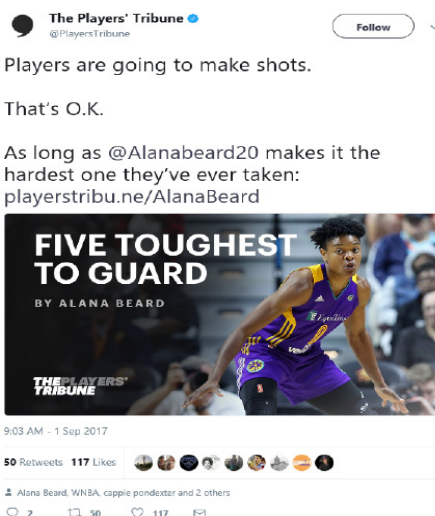 The Players' Tribune
@PlayersTribune
Follow
Players are going to make shots.
That's O.K.
As long as @Alanabeard20 makes it the
hardest one they've ever taken:
playerstribu.ne/AlanaBeard
FIVE TOUGHEST
TO GUARD
BY ALANA BEARD
THE PLAYERS'
TRIBUNE
9:03 AM - 1 Sep 2017
50 Retweets 117 Likes
Alana Beard, WNBA, cappie pondexter and 2 others
2 50 117